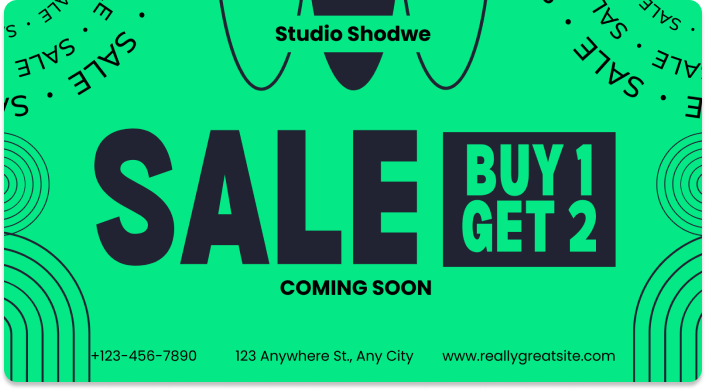 Studio Shodwe
SALE • SALE •
SALE • SALE •
SALE
BUY 1
GET 2
COMING SOON
+123-456-7890
123 Anywhere St., Any City
www.reallygreatsite.com